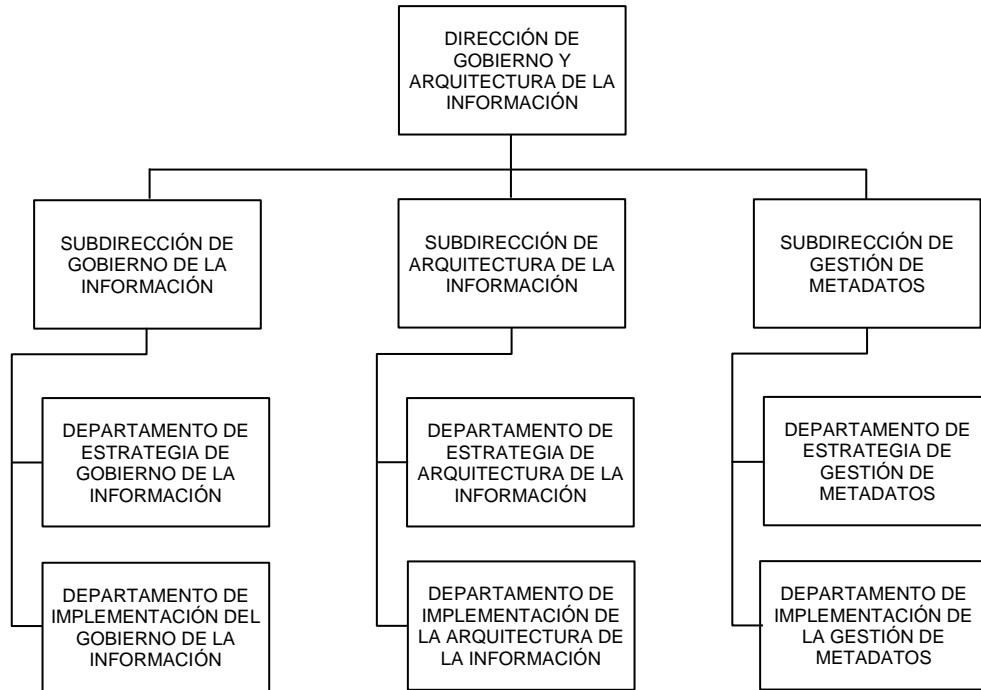 DIRECCIÓN DE
GOBIERNO Y
ARQUITECTURA DE LA
INFORMACIÓN
SUBDIRECCIÓN DE
GOBIERNO DE LA
INFORMACIÓN
SUBDIRECCIÓN DE
ARQUITECTURA DE LA
INFORMACIÓN
SUBDIRECCIÓN DE
GESTIÓN DE
METADATOS
DEPARTAMENTO DE
ESTRATEGIA DE
GOBIERNO DE LA
INFORMACIÓN
DEPARTAMENTO DE
ESTRATEGIA DE
ARQUITECTURA DE LA
INFORMACIÓN
DEPARTAMENTO DE
ESTRATEGIA DE
GESTIÓN DE
METADATOS
DEPARTAMENTO DE
IMPLEMENTACIÓN DEL
GOBIERNO DE LA
INFORMACIÓN
DEPARTAMENTO DE
IMPLEMENTACIÓN DE
LA ARQUITECTURA DE
LA INFORMACIÓN
DEPARTAMENTO DE
IMPLEMENTACIÓN DE
LA GESTIÓN DE
METADATOS